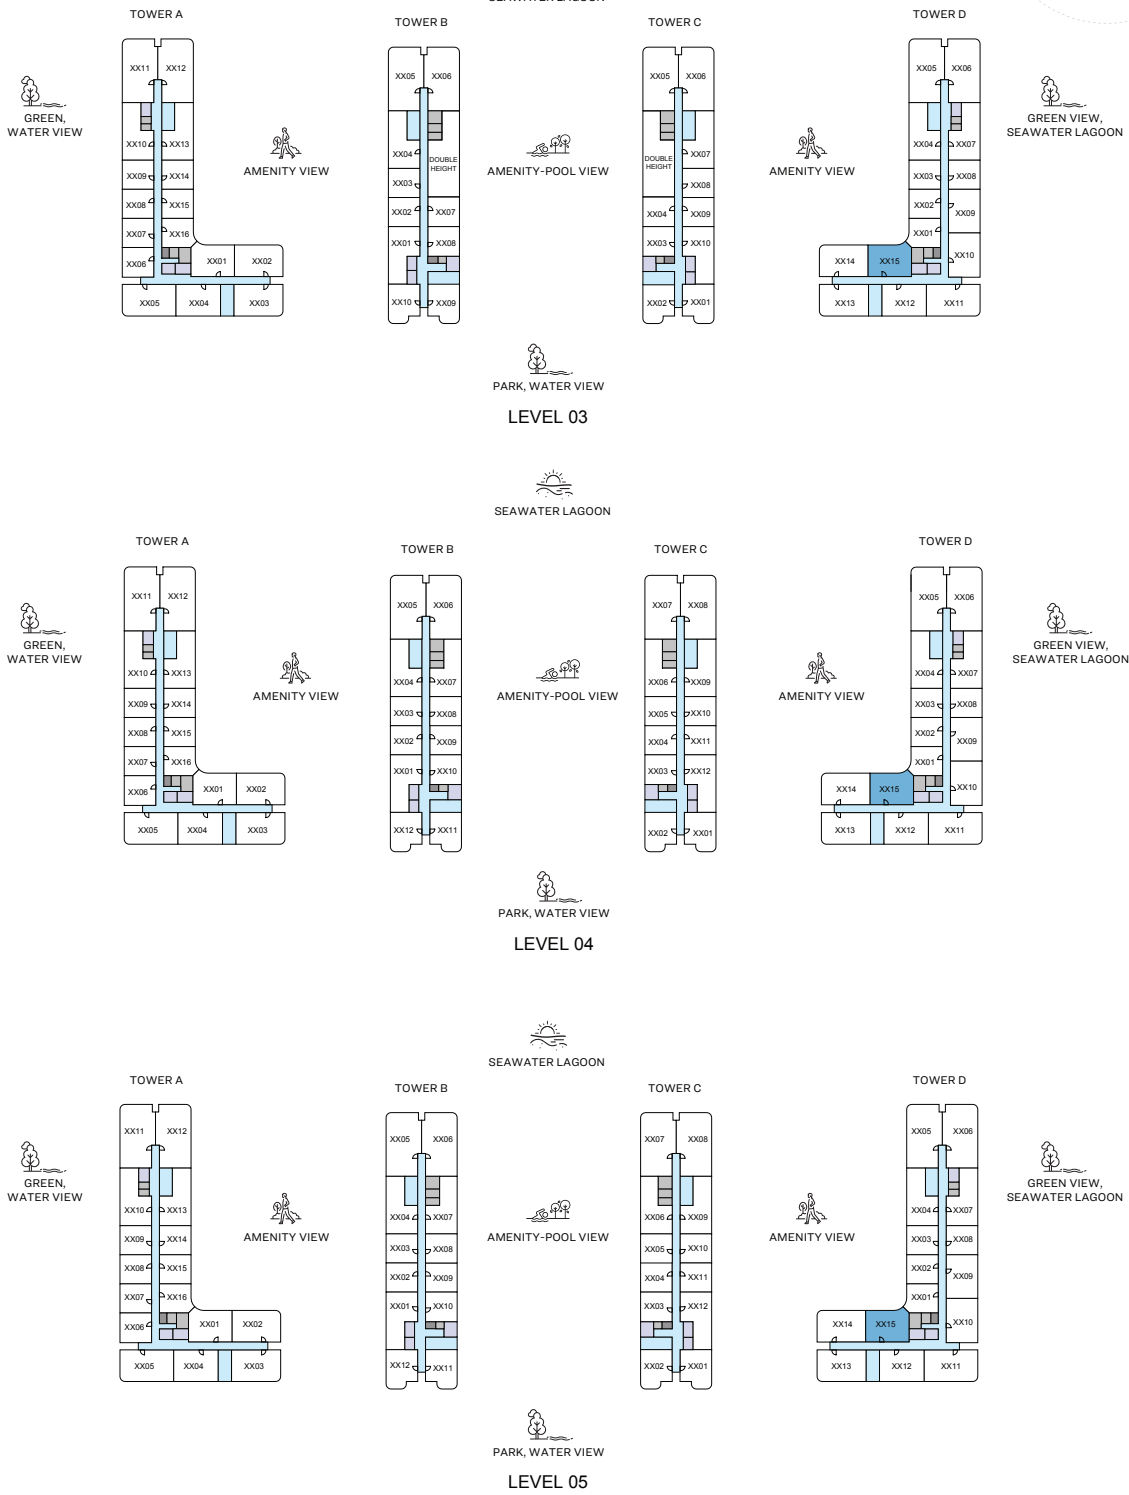 SEAWATER LAGOON
TOWER A
TOWER B
TOWER C
TOWER D
XX11 XX12
XX05 XX06
XX05 XX06
XX05 XX06
GREEN,
WATER VIEW
GREEN VIEW,
SEAWATER LAGOON
XX10 XX13
XX04
DOUBLE
HEIGHT
DOUBLE
HEIGHT
XX07
XX04 XX07
AMENITY VIEW
AMENITY-POOL VIEW
AMENITY VIEW
XX09 XX14
XX03
XX08
XX03 XX08
XX08 XX15
XX02 XX07
XX04 XX09
XX02 XX09
XX07 XX16
XX01 XX08
XX03 XX10
XX01 XX10
XX06 XX01 XX02
XX14 XX15
XX05 XX04 XX03
XX10 XX09
XX02 XX01
XX13 XX12 XX11
PARK, WATER VIEW
LEVEL 03
SEAWATER LAGOON
TOWER A
TOWER B
TOWER C
TOWER D
XX11 XX12
XX05 XX06
XX07 XX08
XX05 XX06
GREEN,
WATER VIEW
GREEN VIEW,
SEAWATER LAGOON
XX10 XX13
XX04 XX07
XX06 XX09
XX04 XX07
AMENITY VIEW
AMENITY-POOL VIEW
AMENITY VIEW
XX09 XX14
XX03 XX08
XX05 XX10
XX03 XX08
XX08 XX15
XX02 XX09
XX04 XX11
XX02 XX09
XX07 XX16
XX01 XX10
XX03 XX12
XX01 XX10
XX06 XX01 XX02
XX14 XX15
XX05 XX04 XX03
XX12 XX11
XX02 XX01
XX13 XX12 XX11
PARK, WATER VIEW
LEVEL 04
SEAWATER LAGOON
TOWER A
TOWER B
TOWER C
TOWER D
XX11 XX12
XX05 XX06
XX07 XX08
XX05 XX06
GREEN,
WATER VIEW
GREEN VIEW,
SEAWATER LAGOON
XX10 XX13
XX04 XX07
XX06 XX09
XX04 XX07
AMENITY VIEW
AMENITY-POOL VIEW
AMENITY VIEW
XX09 XX14
XX03 XX08
XX05 XX10
XX03 XX08
XX08 XX15
XX02 XX09
XX04 XX11
XX02 XX09
XX07 XX16
XX01 XX10
XX03 XX12
XX01 XX10
XX06 XX01 XX02
XX14 XX15
XX05 XX04 XX03
XX12 XX11
XX02 XX01
XX13 XX12 XX11
PARK, WATER VIEW
LEVEL 05